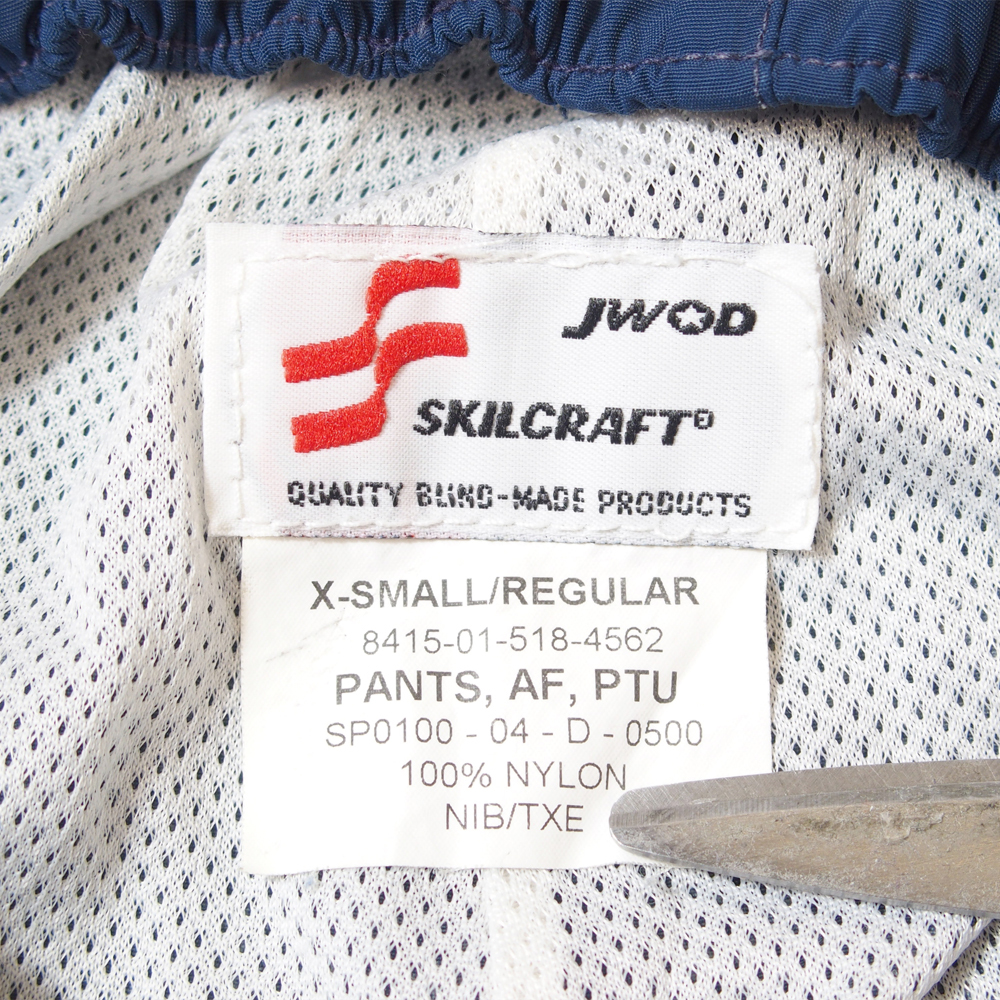 JWOD
SKILCRAFT®
QUALITY BLIND-MADE PRODUCTS
X-SMALL/REGULAR
8415-01-518-4562
PANTS, AF, PTU
SP0100 - 04 - D - 0500
100% NYLON
NIB/TXE